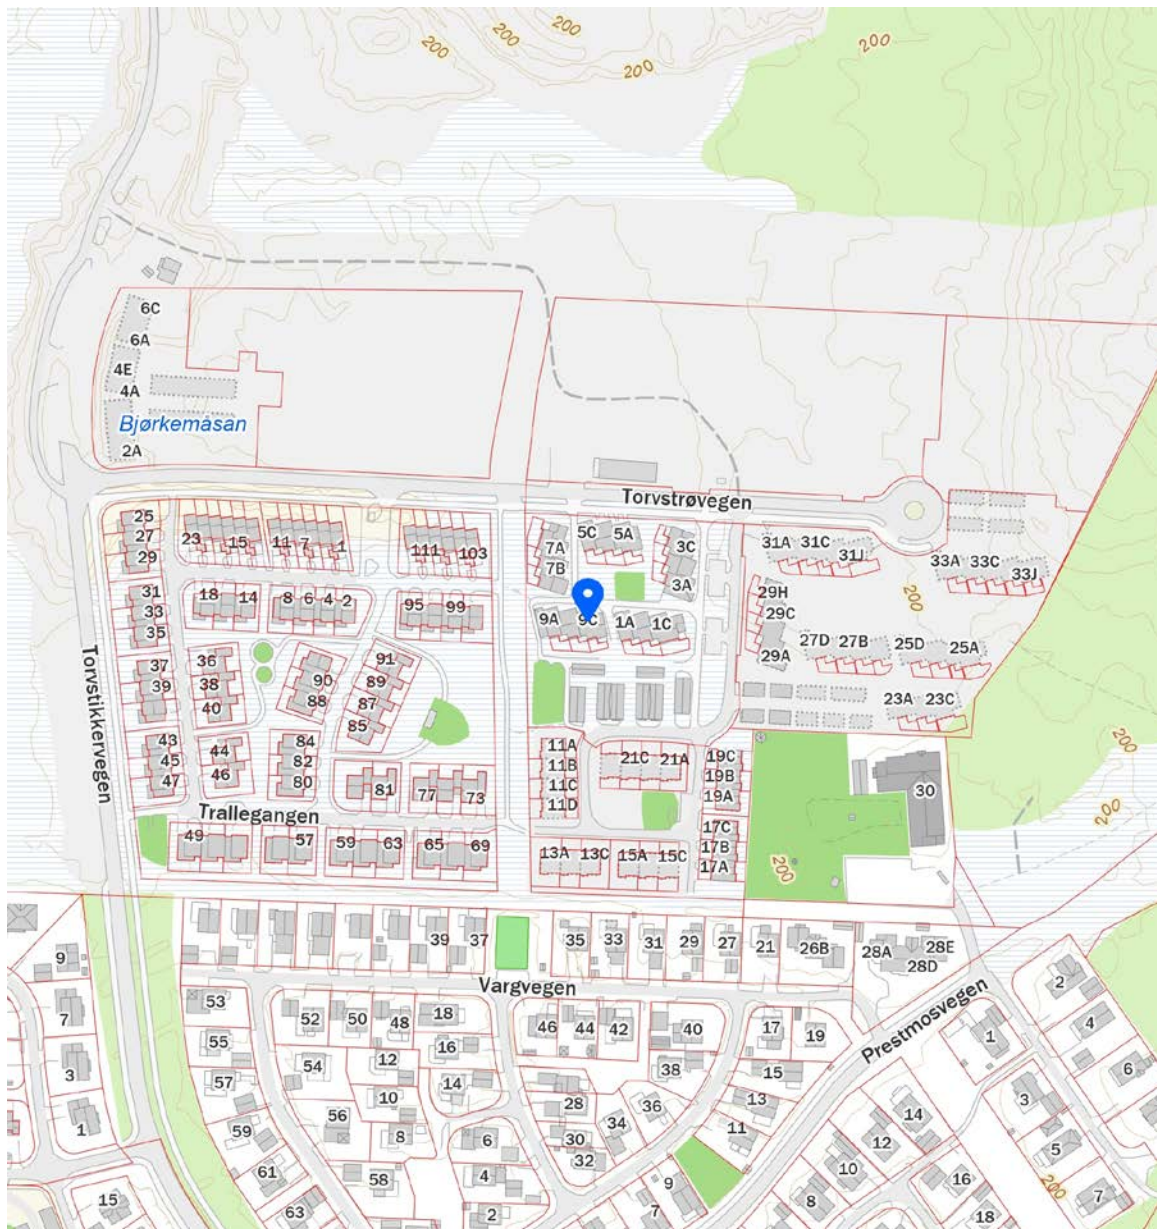 200
200
200
200
200
200
6C
6A
4E
4A
Bjørkemåsan
2A
Torvstrøvegen
25
27
29
23
15
11
7
1
111
103
7A
7B
5C
5A
3C
3A
31A
31C
31J
33A
33C
33J
31
33
35
18
14
8
6
4
2
95
99
9A
9C
1A
1C
29H
29C
29A
200
27D
27B
25D
25A
37
39
36
38
40
90
88
91
89
87
85
23A
23C
Torvstikkervegen
43
45
47
44
46
84
82
80
81
77
73
11A
11B
11C
11D
21C
21A
19C
19B
19A
30
200
200
Trallegangen
49
57
59
63
65
69
13A
13C
15A
15C
17C
17B
17A
200
9
7
3
1
39
37
35
33
31
29
27
21
26B
28A
28E
28D
Vargvegen
Prestmosvegen
53
55
57
59
61
63
52
50
48
18
54
12
16
10
14
56
8
6
58
4
2
46
44
42
40
38
28
30
32
34
36
17
19
15
13
11
9
7
2
1
4
6
3
14
12
10
8
5
16
18
7
200
15